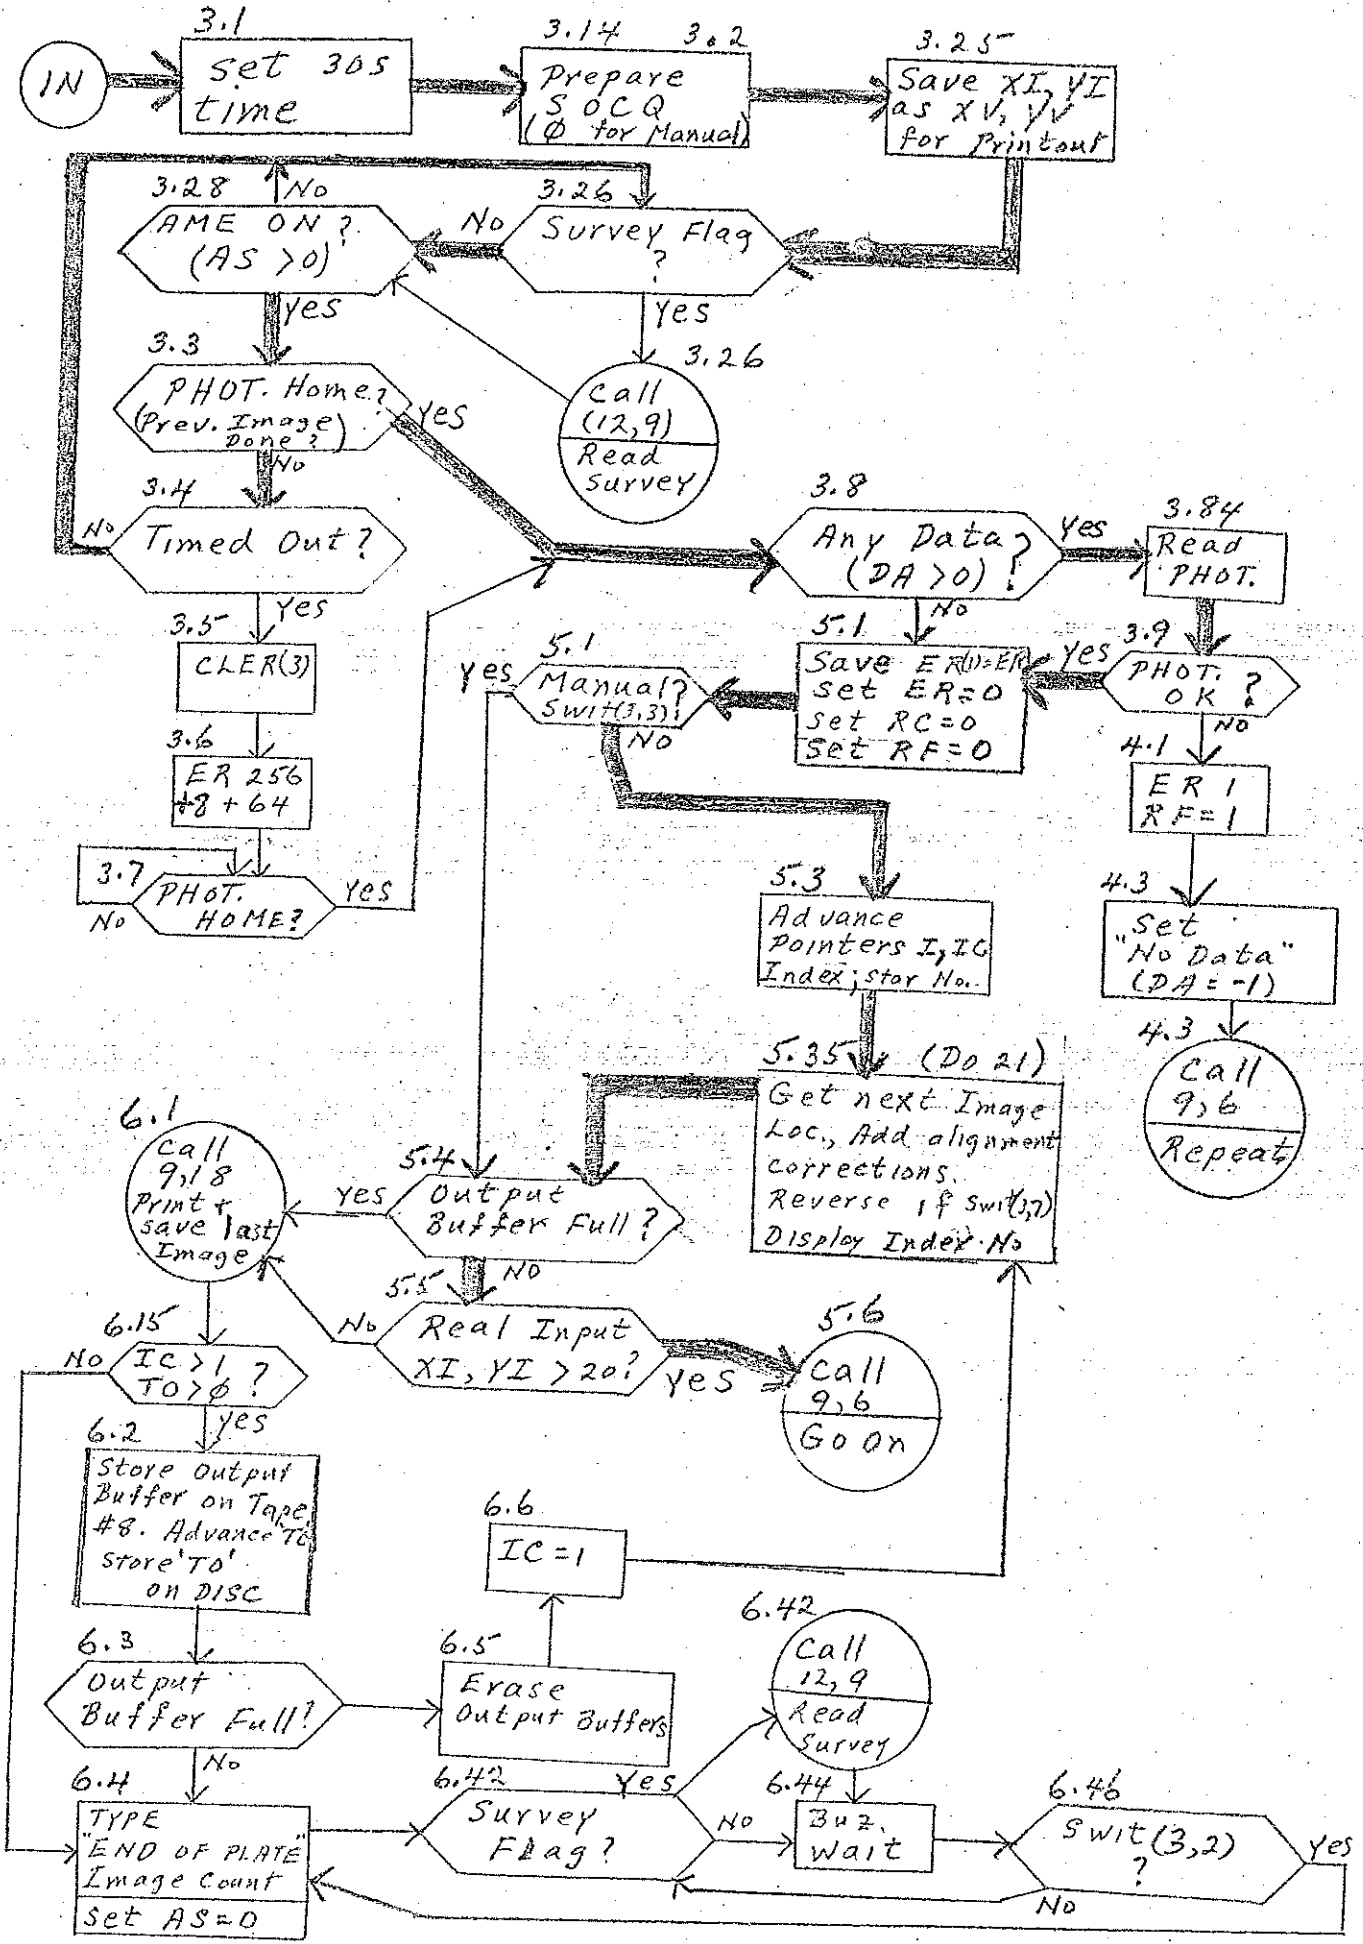 3.1
IN
set 30s
time
3.14 3.2
Prepare
S OCQ
(Ø for Manual)
3.25
Save XI, YI
as XV, YV
for Printout
3.28
No
AME ON?
(AS >0)
Yes
3.26
No
Survey Flag
?
Yes
3.26
Call
(12,9)
Read
Survey
3.3
PHOT. Home?
(Prev. Image
Done?)
Yes
No
3.4
No
Timed Out?
Yes
3.5
CLER(3)
3.6
ER 256
+8+64
3.7
PHOT.
HOME?
Yes
No
3.8
Any Data
(DA >0) ?
Yes
No
3.84
Read
PHOT.
3.9
PHOT.
OK ?
Yes
No
4.1
ER 1
RF=1
4.3
Set
"No Data"
(DA = -1)
4.3
Call
9,6
Repeat
5.1
Save ER(1)=ER
Set ER=0
Set RC=0
Set RF=0
5.1
Yes
Manual?
Swit(3,3)
No
5.3
Advance
Pointers I, IC
Index; Star No.
5.35 (Do 21)
Get next Image
Loc., Add alignment
Corrections.
Reverse if Swit(3,7)
Display Index No
5.4
Yes
Output
Buffer Full?
No
5.5
No
Real Input
XI, YI >20?
Yes
5.6
Call
9,6
Go On
6.1
Call
9,18
Print +
save last
Image
6.15
No
IC >1
TO>Ø ?
Yes
6.2
Store Output
Buffer on Tape
#8. Advance To
Store 'TO'
on DISC
6.3
Output
Buffer Full?
No
6.5
Erase
Output Buffers
6.6
IC=1
6.4
TYPE
"END OF PLATE"
Image Count
Set AS=0
6.42
Survey
Flag?
Yes
No
6.42
Call
12,9
Read
Survey
6.44
Buz.
Wait
6.46
Swit(3,2)
?
Yes
No